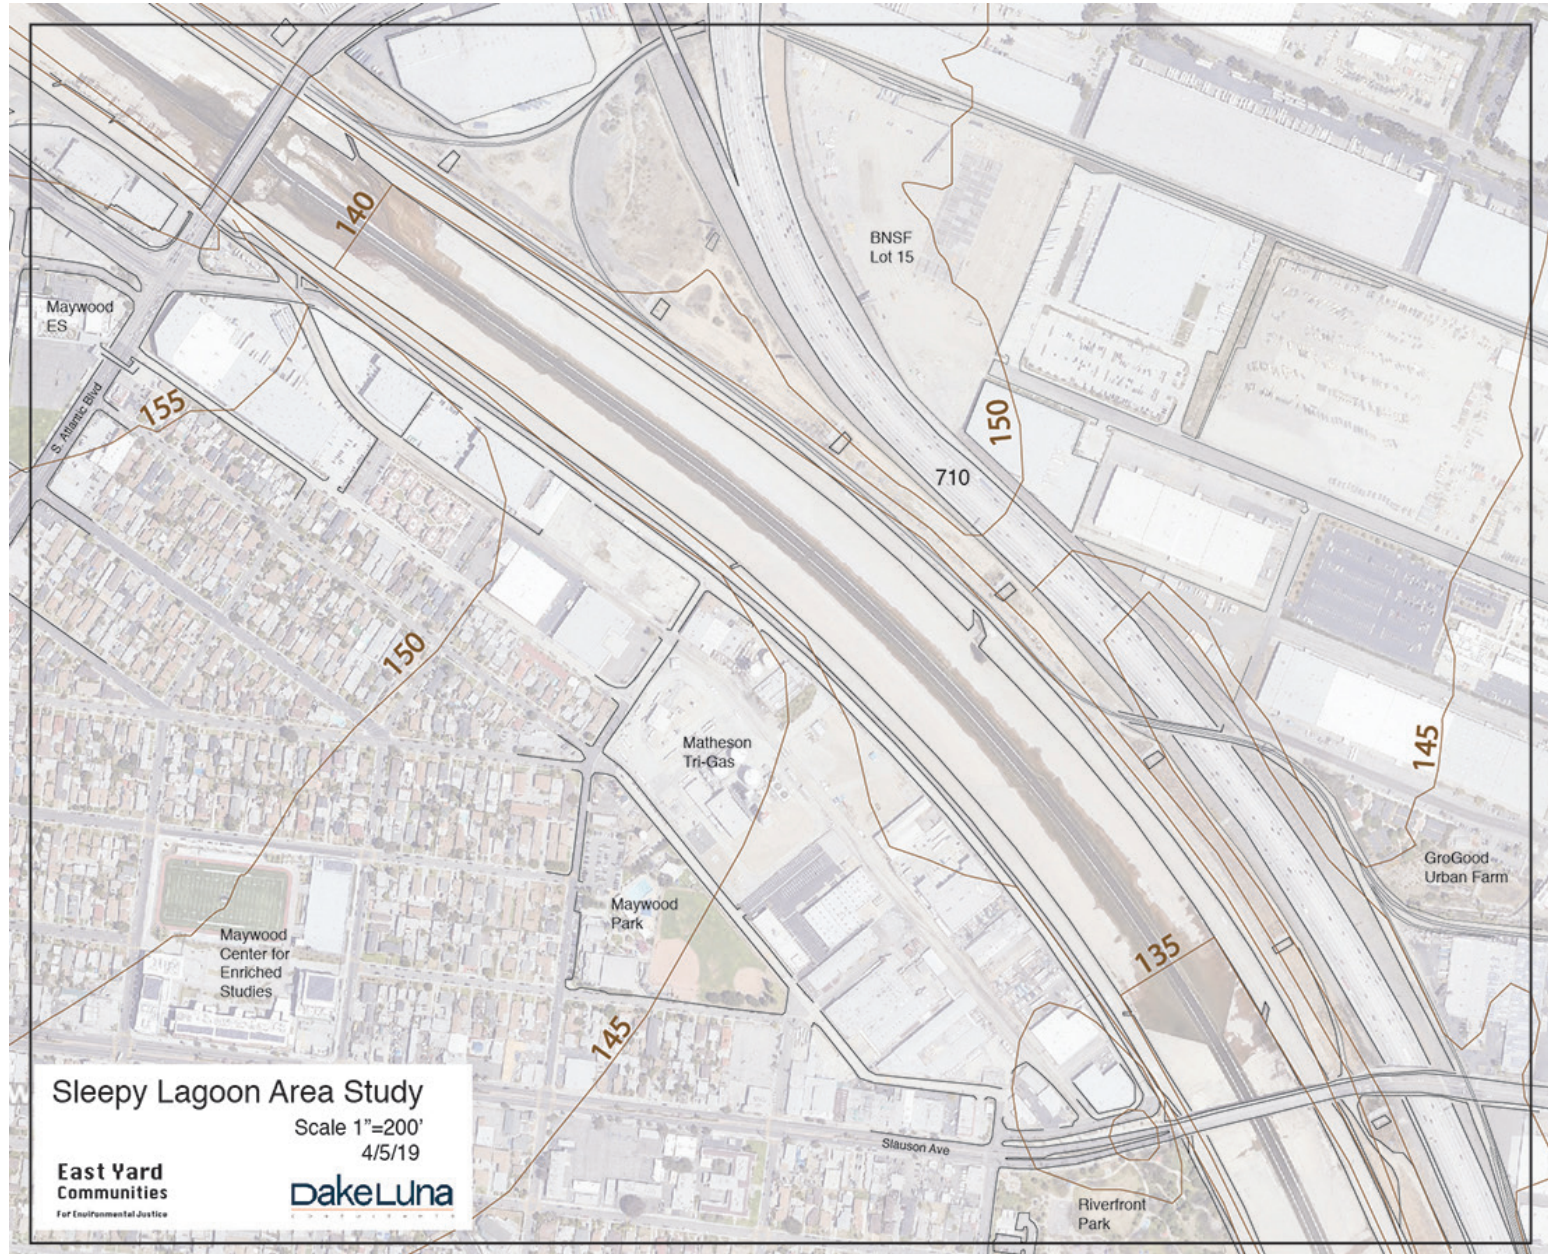 140
BNSF
Lot 15
Maywood
ES
155
S. Atlantic Blvd
150
710
150
145
Matheson
Tri-Gas
GroGood
Urban Farm
Maywood
Park
Maywood
Center for
Enriched
Studies
135
145
Sleepy Lagoon Area Study
Scale 1"=200'
4/5/19
East Yard
Communities
For Environmental Justice
DakeLuna
Slauson Ave
Riverfront
Park